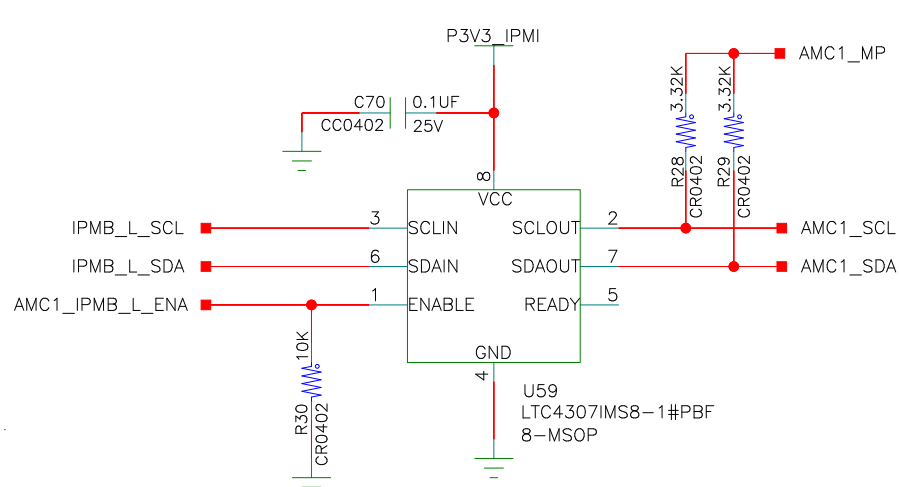 P3V3_IPMI
AMC1_MP
C70
0.1UF
CC0402
25V
3.32K
3.32K
R28
CR0402
R29
CR0402
8
VCC
IPMB_L_SCL
3
SCLIN
SCLOUT
2
AMC1_SCL
IPMB_L_SDA
6
SDAIN
SDAOUT
7
AMC1_SDA
AMC1_IPMB_L_ENA
1
ENABLE
READY
5
10K
R30
CR0402
GND
4
U59
LTC4307IMS8-1#PBF
8-MSOP